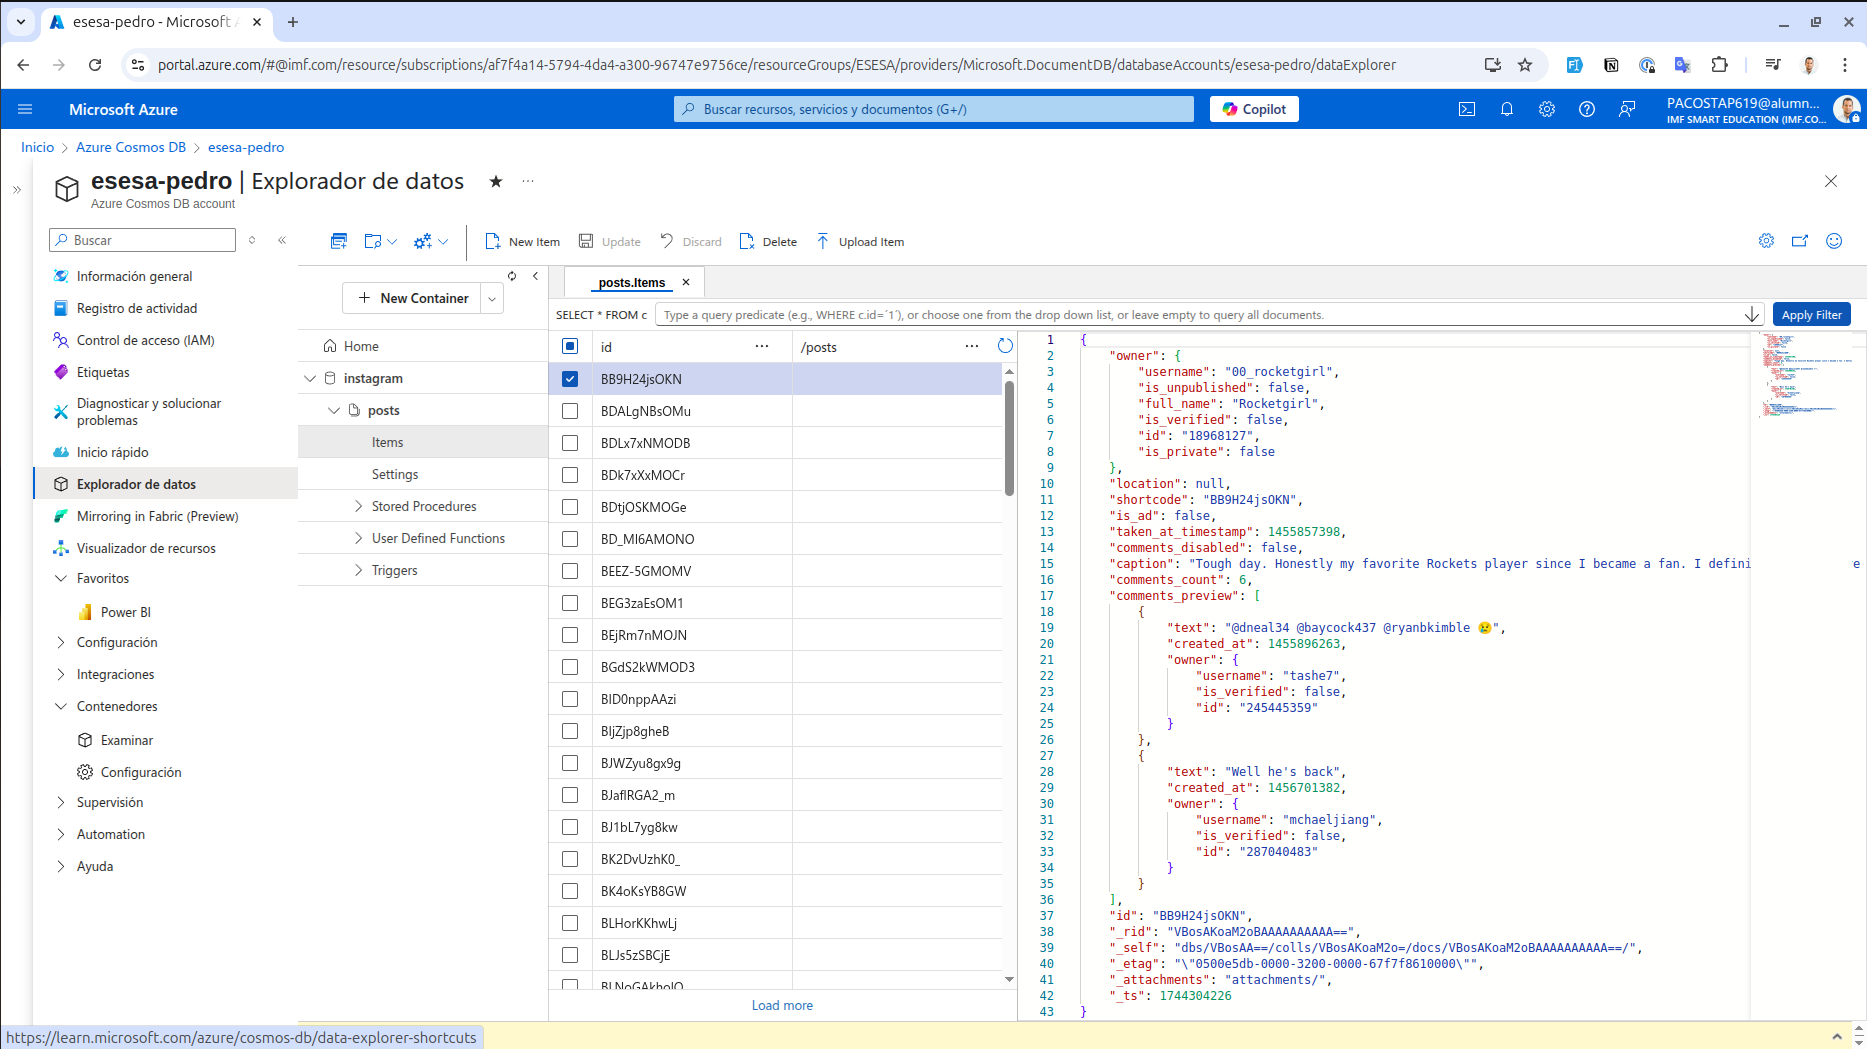 esesa-pedro - Microsoft A
portal.azure.com/#@imf.com/resource/subscriptions/af7f4a14-5794-4da4-a300-96747e9756ce/resourceGroups/ESESA/providers/Microsoft.DocumentDB/databaseAccounts/esesa-pedro/dataExplorer
Microsoft Azure
Buscar recursos, servicios y documentos (G+/)
Copilot
PACOSTAP619@alumn...
IMF SMART EDUCATION (IMF.CO...
Inicio > Azure Cosmos DB > esesa-pedro
esesa-pedro | Explorador de datos
Azure Cosmos DB account
Buscar
Información general
Registro de actividad
Control de acceso (IAM)
Etiquetas
Diagnosticar y solucionar
problemas
Inicio rápido
Explorador de datos
Mirroring in Fabric (Preview)
Visualizador de recursos
Favoritos
Power BI
Configuración
Integraciones
Contenedores
Examinar
Configuración
Supervisión
Automation
Ayuda
New Item
Update
Discard
Delete
Upload Item
New Container
Home
instagram
posts
Items
Settings
Stored Procedures
User Defined Functions
Triggers
posts.Items
SELECT * FROM c
Type a query predicate (e.g., WHERE c.id=´1´), or choose one from the drop down list, or leave empty to query all documents.
Apply Filter
id
/posts
BB9H24jsOKN
BDALgNBsOMu
BDLx7xNMODB
BDk7xXxMOCr
BDtjOSKMOGe
BD_MI6AMONO
BEEZ-5GMOMV
BEG3zaEsOM1
BEjRm7nMOJN
BGdS2kWMOD3
BID0nppAAzi
BIjZjp8gheB
BJWZyu8gx9g
BJaflRGA2_m
BJ1bL7yg8kw
BK2DvUzhK0_
BK4oKsYB8GW
BLHorKKhwLj
BLJs5zSBCjE
BLNoGAkhoIO
Load more
1 {
2 "owner": {
3 "username": "00_rocketgirl",
4 "is_unpublished": false,
5 "full_name": "Rocketgirl",
6 "is_verified": false,
7 "id": "18968127",
8 "is_private": false
9 },
10 "location": null,
11 "shortcode": "BB9H24jsOKN",
12 "is_ad": false,
13 "taken_at_timestamp": 1455857398,
14 "comments_disabled": false,
15 "caption": "Tough day. Honestly my favorite Rockets player since I became a fan. I defini e
16 "comments_count": 6,
17 "comments_preview": [
18 {
19 "text": "@dneal34 @baycock437 @ryanbkimble 😢",
20 "created_at": 1455896263,
21 "owner": {
22 "username": "tashe7",
23 "is_verified": false,
24 "id": "245445359"
25 }
26 },
27 {
28 "text": "Well he's back",
29 "created_at": 1456701382,
30 "owner": {
31 "username": "mchaeljiang",
32 "is_verified": false,
33 "id": "287040483"
34 }
35 }
36 ],
37 "id": "BB9H24jsOKN",
38 "_rid": "VBosAKoaM2oBAAAAAAAAAA==",
39 "_self": "dbs/VBosAA==/colls/VBosAKoaM2o=/docs/VBosAKoaM2oBAAAAAAAAAA==/",
40 "_etag": "\"0500e5db-0000-3200-0000-67f7f8610000\"",
41 "_attachments": "attachments/",
42 "_ts": 1744304226
43 }
https://learn.microsoft.com/azure/cosmos-db/data-explorer-shortcuts